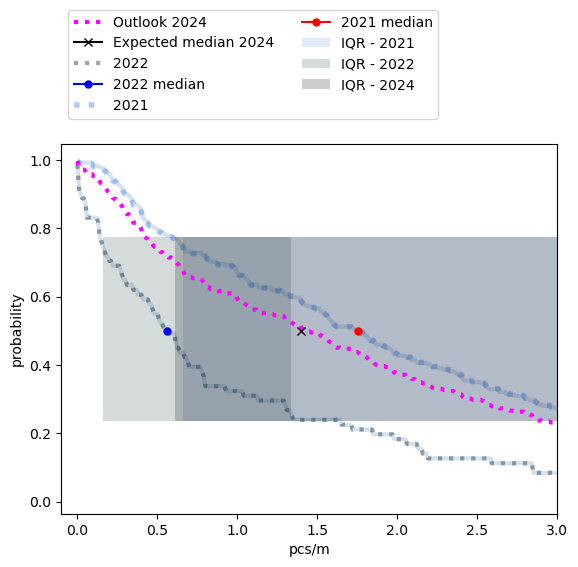 Outlook 2024
Expected median 2024
2022
2022 median
2021
2021 median
IQR - 2021
IQR - 2022
IQR - 2024
1.0
0.8
0.6
0.4
0.2
0.0
probability
0.0 0.5 1.0 1.5 2.0 2.5 3.0
pcs/m